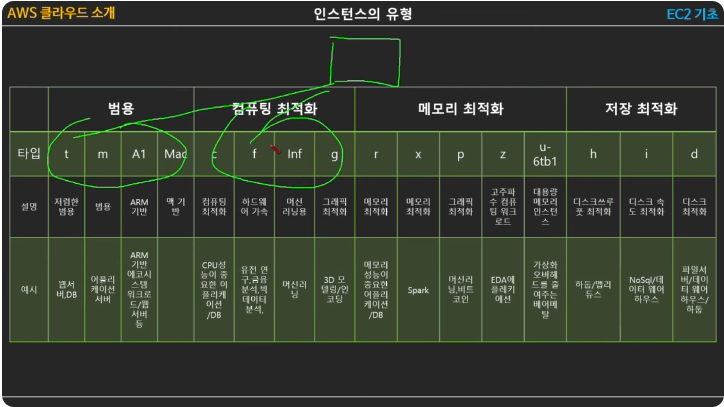 AWS 클라우드 소개
인스턴스의 유형
EC2 기초
범용
컴퓨팅 최적화
메모리 최적화
저장 최적화
타입
t
m
A1
Mac
c
f
Inf
g
r
x
p
z
u-
6tb1
h
i
d
설명
저렴한
범용
범용
ARM
기반
맥 기
반
컴퓨팅
최적화
하드웨
어 가속
머신
러닝용
그래픽
최적화
메모리
최적화
메모리
최적화
그래픽
최적화
고주파
수 컴퓨
팅 워크
로드
대용량
메모리
인스턴
스
디스크쓰루
풋 최적화
디스크 속
도 최적화
디스크
최적화
예시
웹서
버,DB
어플리
케이션
서버
ARM
기반
에코시
스템
워크로
드/웹
서버
등
CPU성
능이 중
요한 어
플리케
이션
/DB
유전 연
구,금융
분석,빅
데이터
분석,
머신러
닝
3D 모
델링/인
코딩
메모리
성능이
중요한
어플리
케이션
/DB
Spark
머신러
닝,비트
코인
EDA애
플레키
에션
가상화
오버헤
드를 줄
여주는
베어메
탈
하둡/맵리
듀스
NoSql/데
이터 웨어
하우스
파일서
버/데이
터 웨어
하우스/
하둡